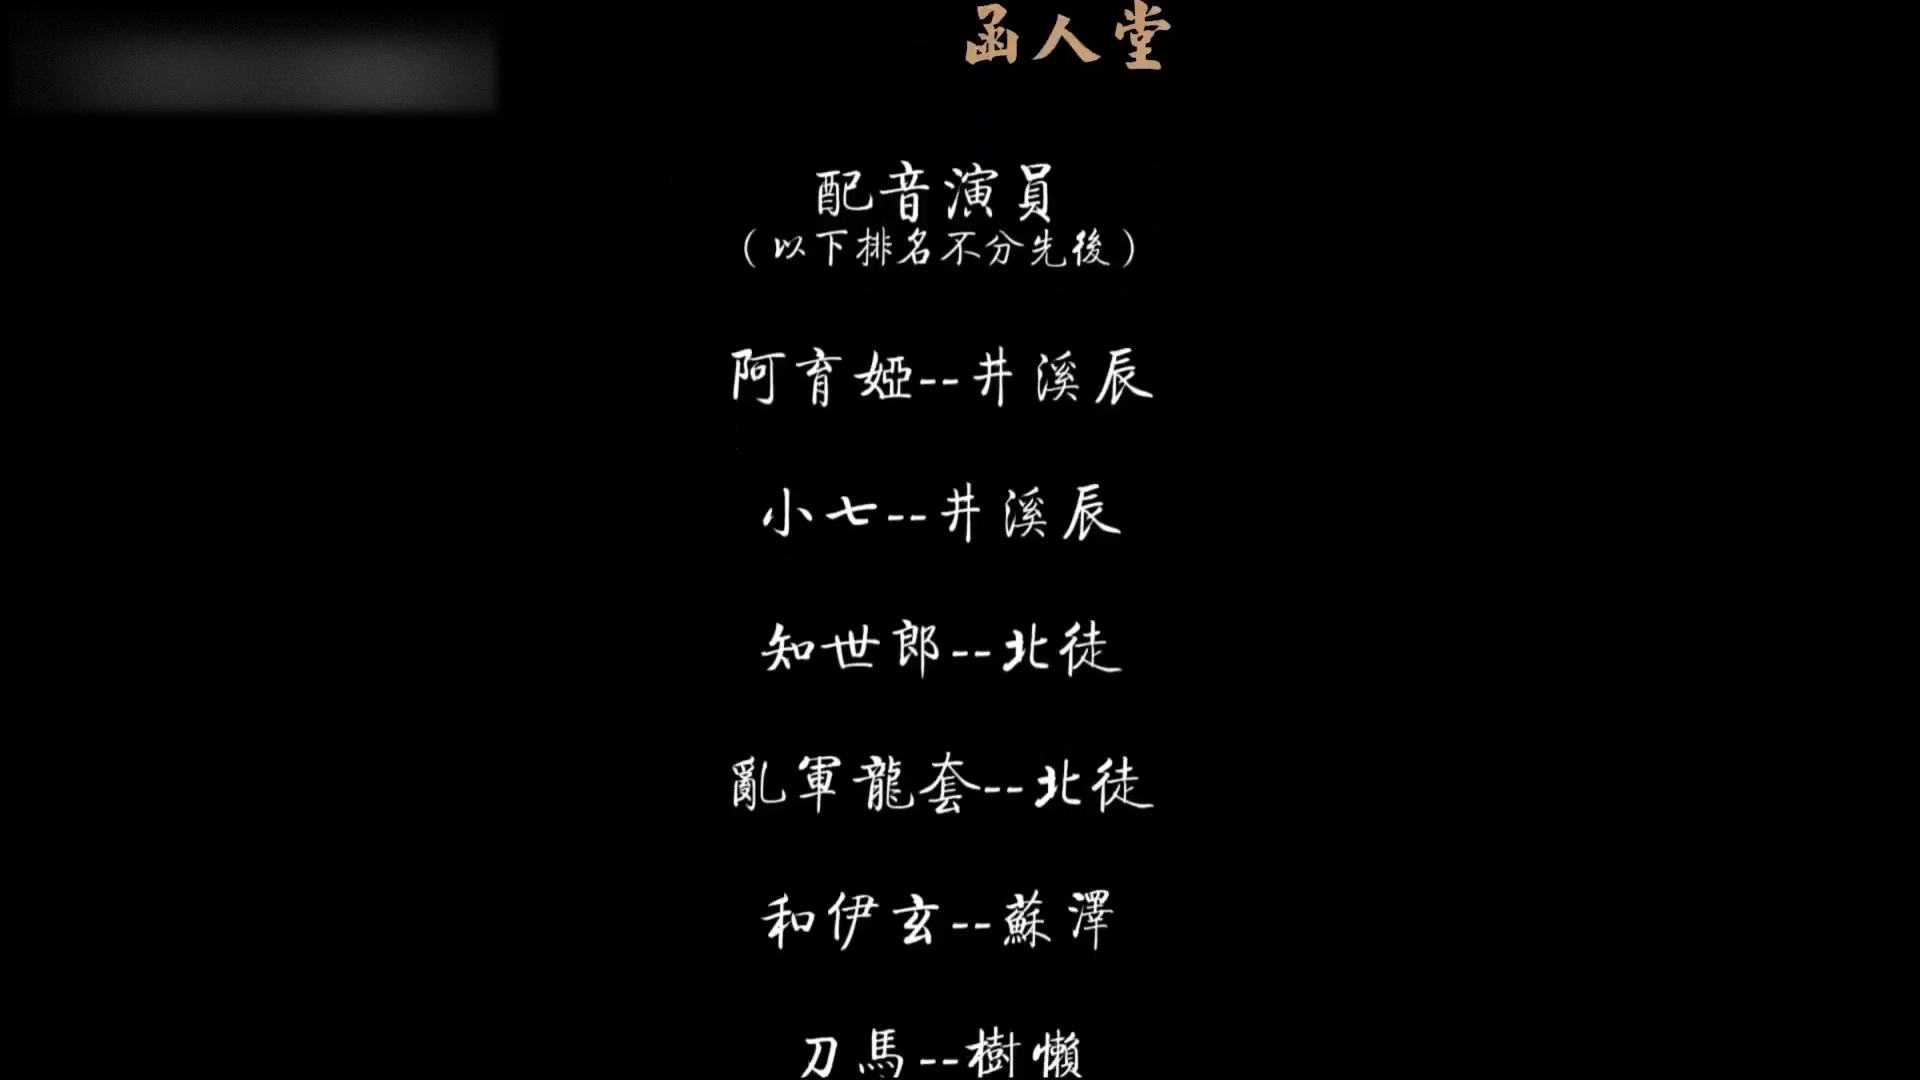 函人堂
配音演員
（以下排名不分先後）
阿育婭--井溪辰
小七--井溪辰
知世郎--北徒
亂軍龍套--北徒
和伊玄--蘇澤
刀馬--樹懶